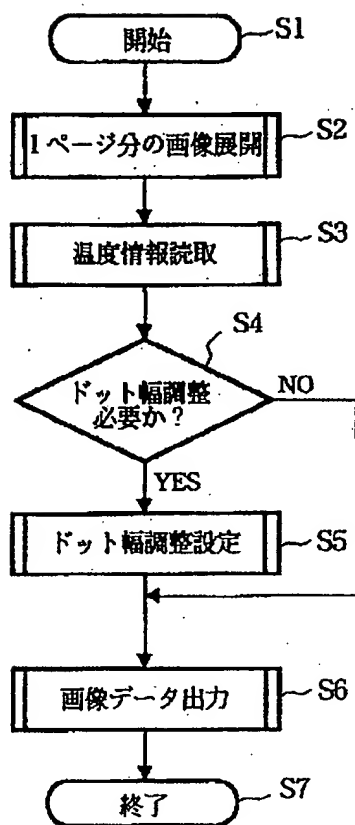 開始
S1
1ページ分の画像展開
S2
温度情報読取
S3
S4
ドット幅調整
必要か？
NO
YES
ドット幅調整設定
S5
画像データ出力
S6
終了
S7